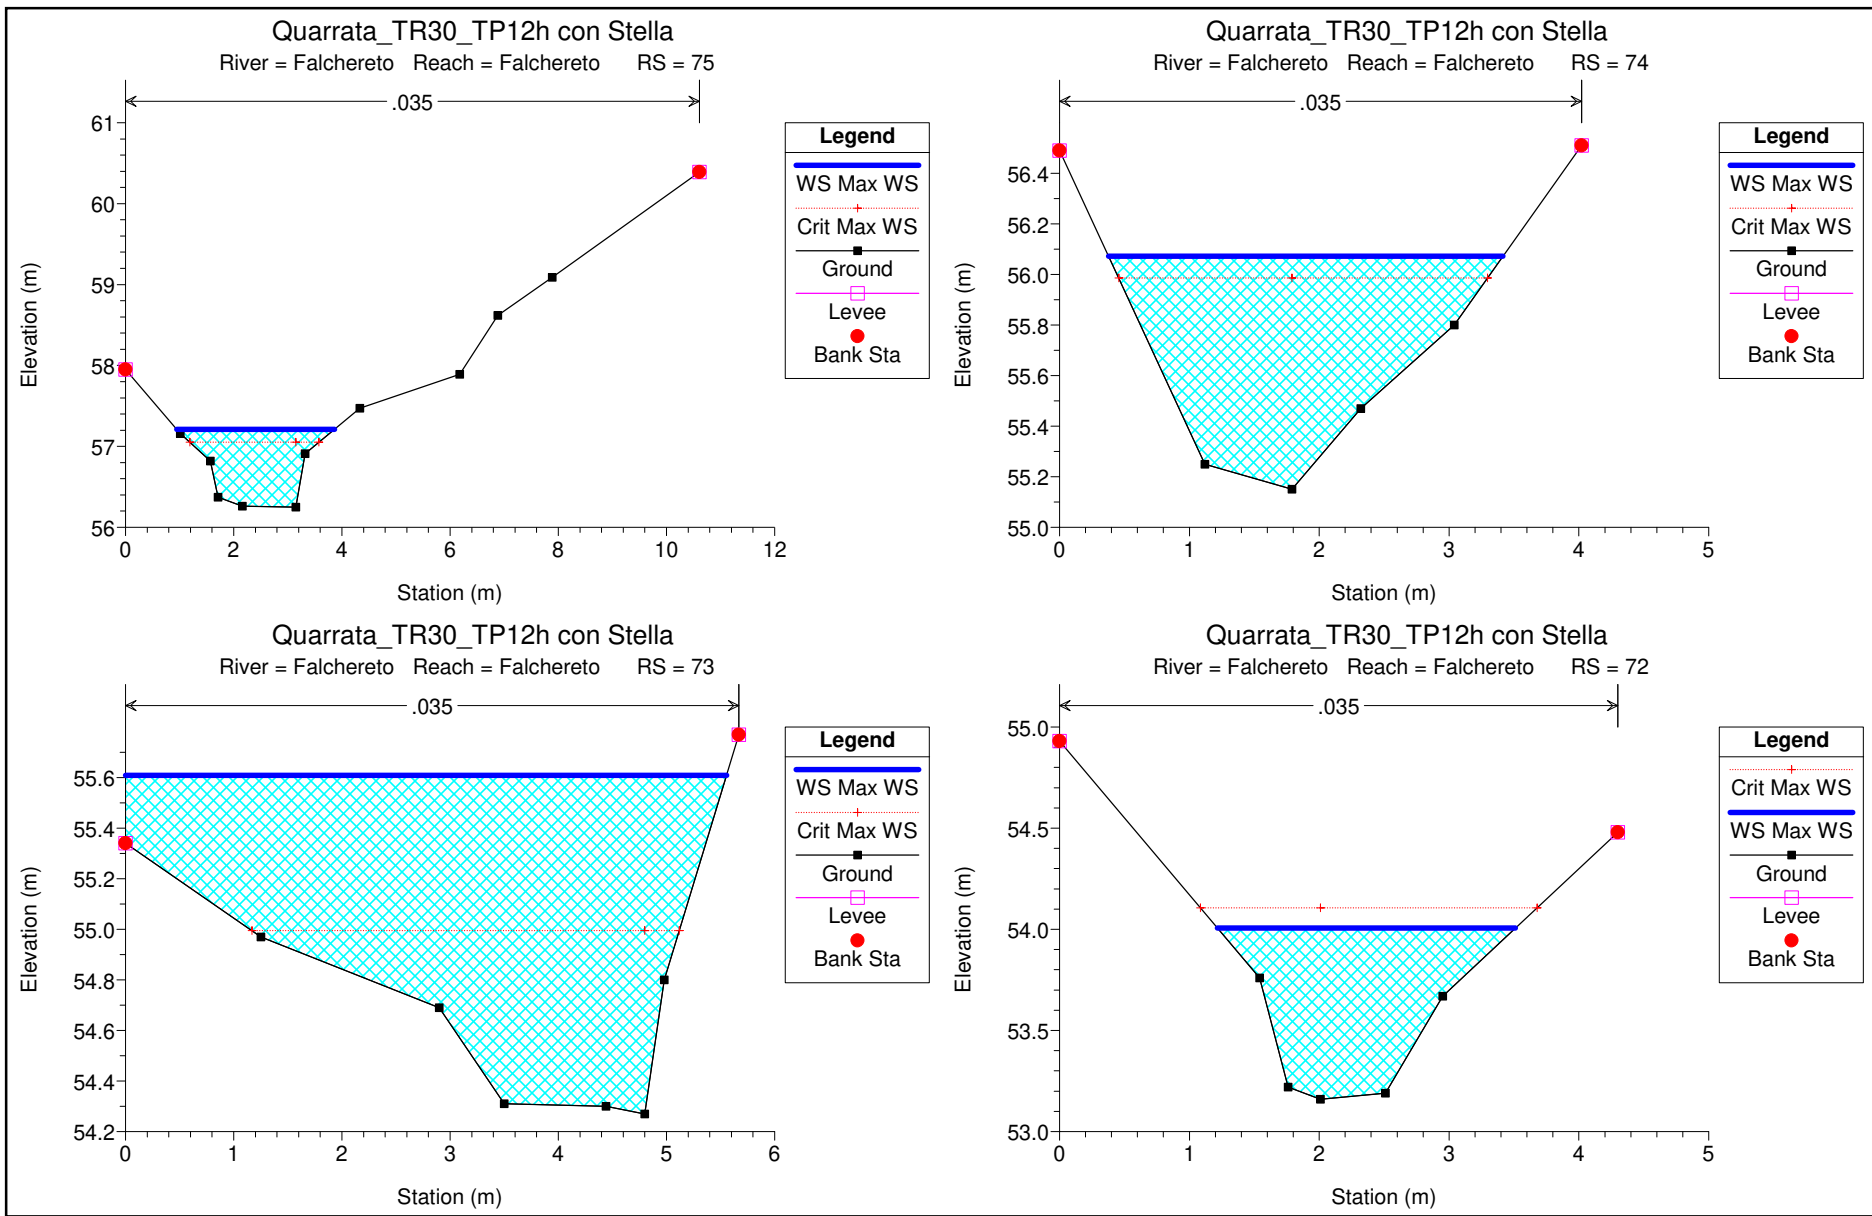 Quarrata_TR30_TP12h con Stella
River = Falchereto Reach = Falchereto RS = 75
.035
Elevation (m)
61
60
59
58
57
56
0 2 4 6 8 10 12
Station (m)
Legend
WS Max WS
Crit Max WS
Ground
Levee
Bank Sta
Quarrata_TR30_TP12h con Stella
River = Falchereto Reach = Falchereto RS = 74
.035
Elevation (m)
56.4
56.2
56.0
55.8
55.6
55.4
55.2
55.0
0 1 2 3 4 5
Station (m)
Legend
WS Max WS
Crit Max WS
Ground
Levee
Bank Sta
Quarrata_TR30_TP12h con Stella
River = Falchereto Reach = Falchereto RS = 73
.035
Elevation (m)
55.6
55.4
55.2
55.0
54.8
54.6
54.4
54.2
0 1 2 3 4 5 6
Station (m)
Legend
WS Max WS
Crit Max WS
Ground
Levee
Bank Sta
Quarrata_TR30_TP12h con Stella
River = Falchereto Reach = Falchereto RS = 72
.035
Elevation (m)
55.0
54.5
54.0
53.5
53.0
0 1 2 3 4 5
Station (m)
Legend
Crit Max WS
WS Max WS
Ground
Levee
Bank Sta